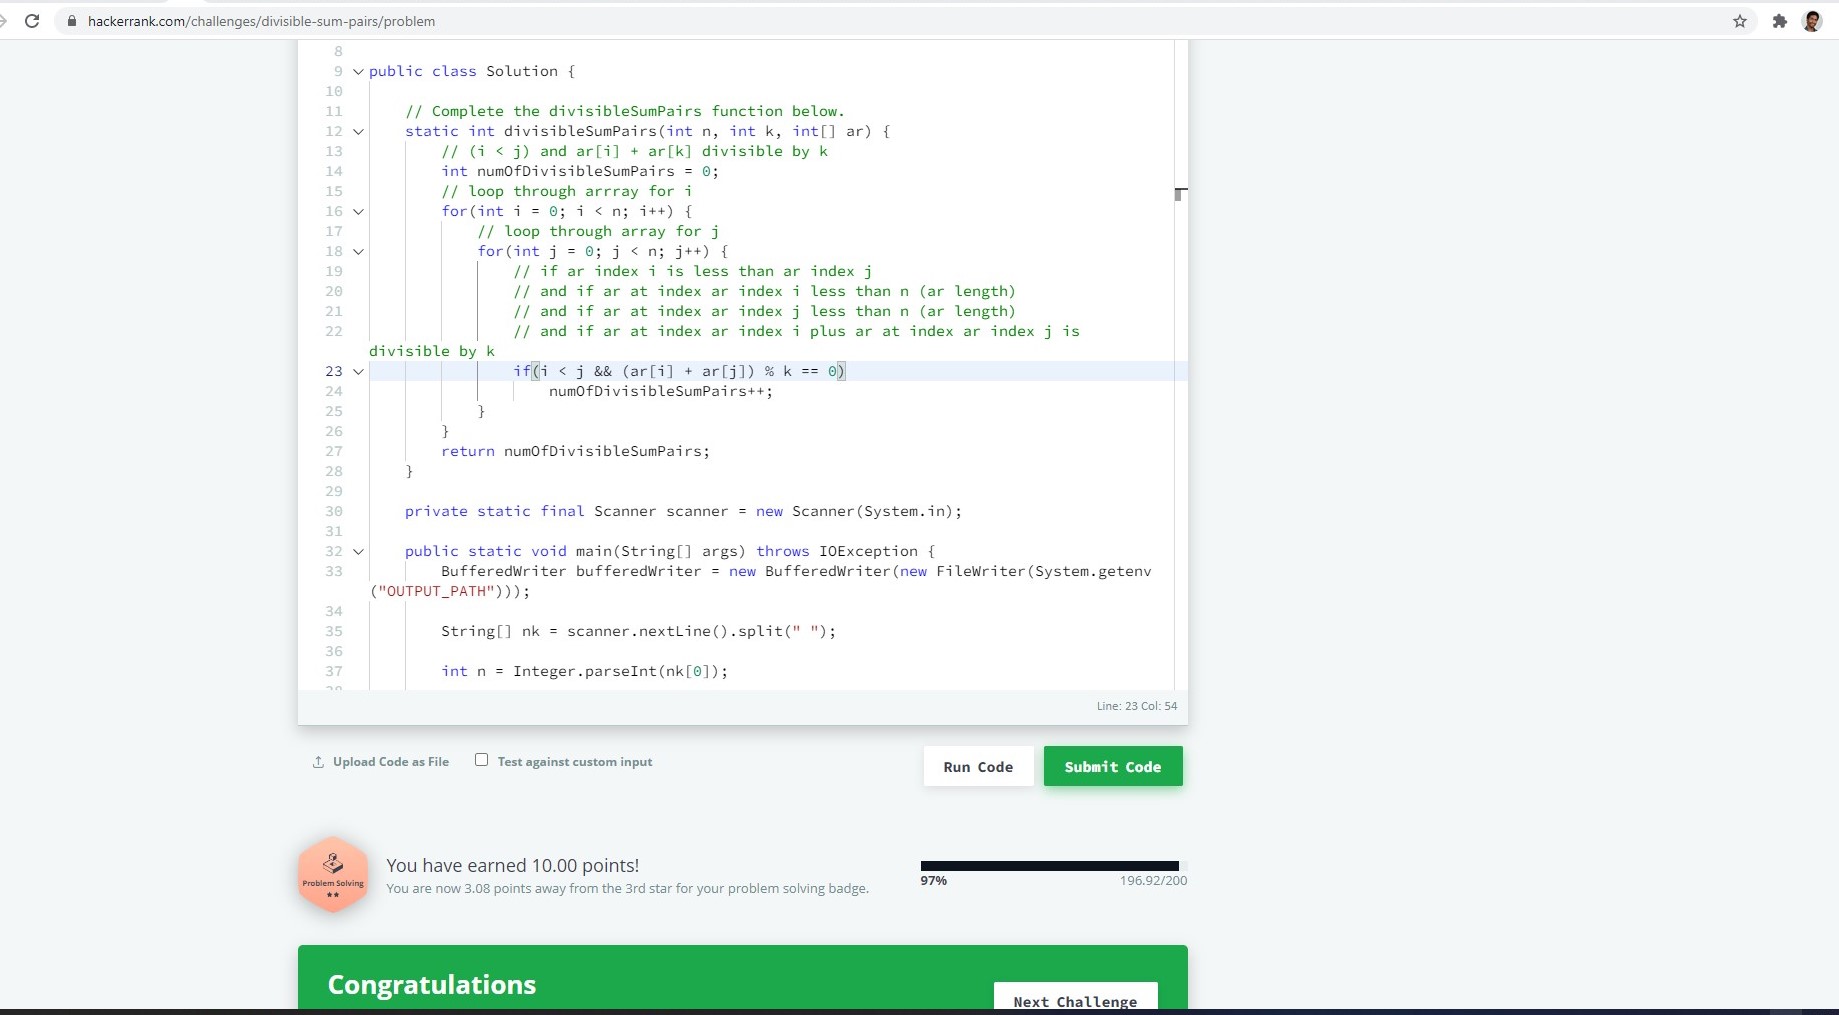 hackerrank.com/challenges/divisible-sum-pairs/problem
8
9 public class Solution {
10
11 // Complete the divisibleSumPairs function below.
12 static int divisibleSumPairs(int n, int k, int[] ar) {
13 // (i < j) and ar[i] + ar[k] divisible by k
14 int numOfDivisibleSumPairs = 0;
15 // loop through arrray for i
16 for(int i = 0; i < n; i++) {
17 // loop through array for j
18 for(int j = 0; j < n; j++) {
19 // if ar index i is less than ar index j
20 // and if ar at index ar index i less than n (ar length)
21 // and if ar at index ar index j less than n (ar length)
22 // and if ar at index ar index i plus ar at index ar index j is
divisible by k
23 if(i < j && (ar[i] + ar[j]) % k == 0)
24 numOfDivisibleSumPairs++;
25 }
26 }
27 return numOfDivisibleSumPairs;
28 }
29
30 private static final Scanner scanner = new Scanner(System.in);
31
32 public static void main(String[] args) throws IOException {
33 BufferedWriter bufferedWriter = new BufferedWriter(new FileWriter(System.getenv
("OUTPUT_PATH")));
34
35 String[] nk = scanner.nextLine().split(" ");
36
37 int n = Integer.parseInt(nk[0]);
38
Line: 23 Col: 54
Upload Code as File Test against custom input Run Code Submit Code
Problem Solving
You have earned 10.00 points!
You are now 3.08 points away from the 3rd star for your problem solving badge.
97% 196.92/200
Congratulations
Next Challenge